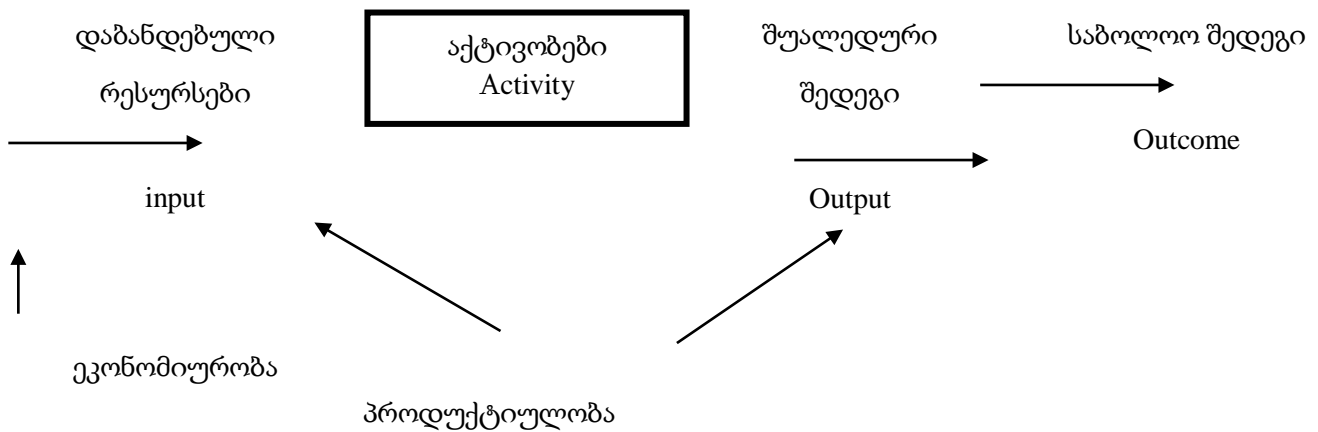 დაბანდებული
რესურსები
input
აქტივობები
Activity
შუალედური
შედეგი
Output
საბოლოო შედეგი
Outcome
ეკონომიურობა
პროდუქტიულობა